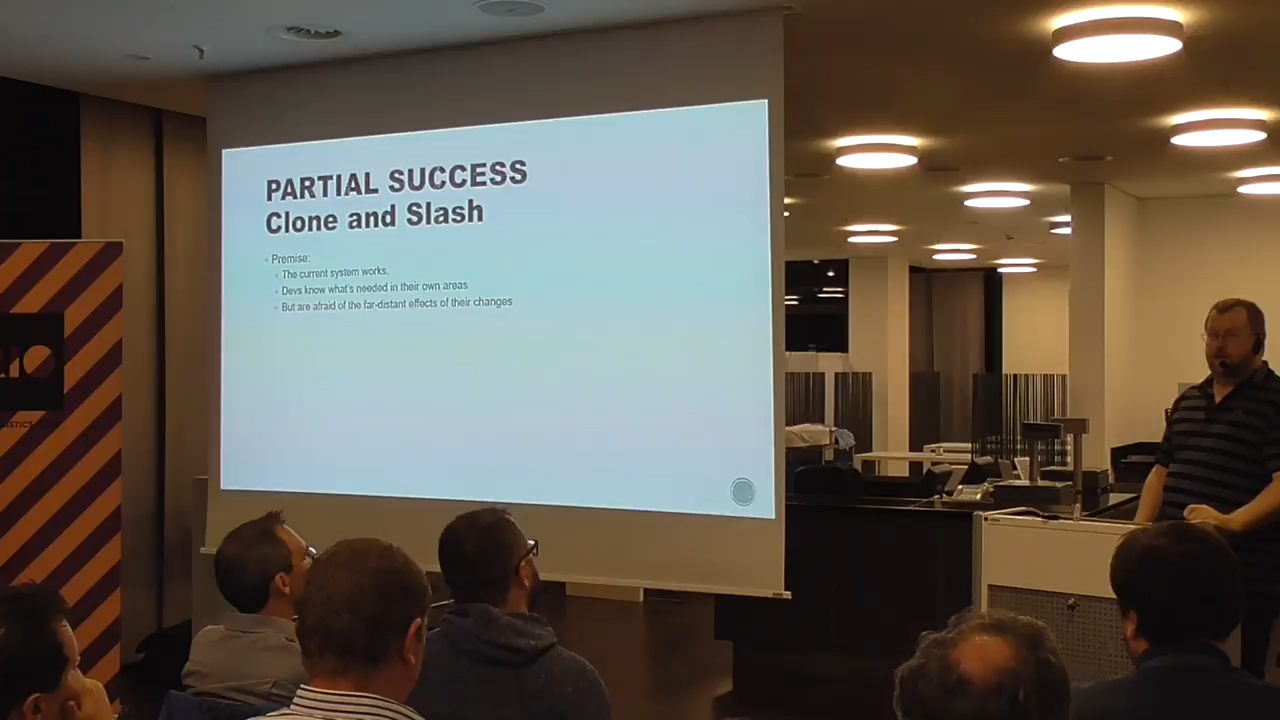 PARTIAL SUCCESS
Clone and Slash
Premise:
The current system works.
Devs know what's needed in their own areas
But are afraid of the far-distant effects of their changes